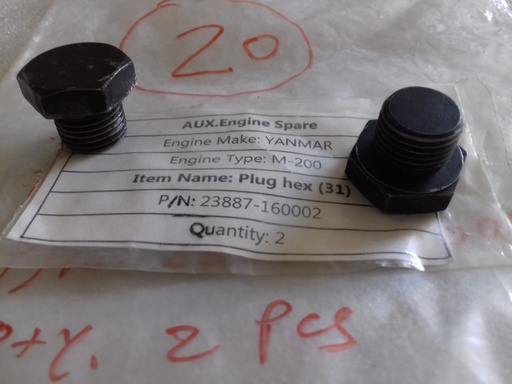 20
AUX.Engine Spare
Engine Make: YANMAR
Engine Type: M-200
Item Name: Plug hex (31)
P/N: 23887-160002
Quantity: 2
2 Pcs